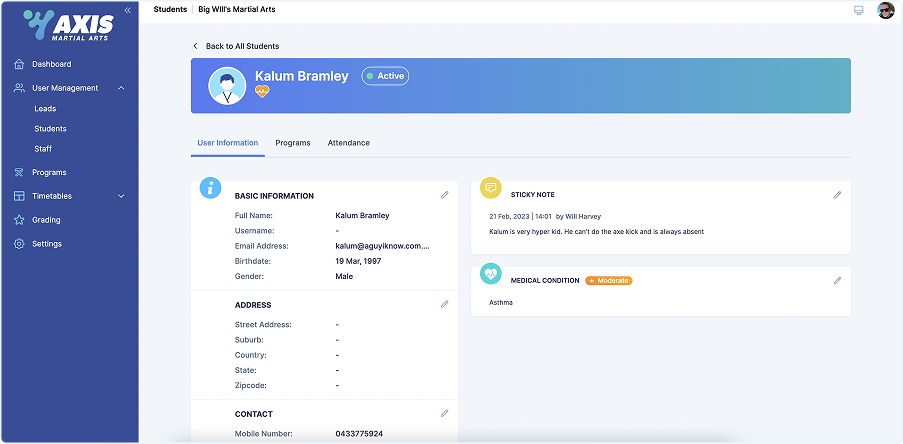 AXIS
MARTIAL ARTS
Dashboard
User Management
Leads
Students
Staff
Programs
Timetables
Grading
Settings
Students | Big Will's Martial Arts
Back to All Students
Kalum Bramley
Active
User Information Programs Attendance
BASIC INFORMATION
Full Name: Kalum Bramley
Username: -
Email Address: kalum@aguyiknow.com....
Birthdate: 19 Mar, 1997
Gender: Male
ADDRESS
Street Address: -
Suburb: -
Country: -
State: -
Zipcode: -
CONTACT
Mobile Number: 0433775924
STICKY NOTE
21 Feb, 2023 | 14:01 by Will Harvey
Kalum is very hyper kid. He can't do the axe kick and is always absent
MEDICAL CONDITION + Moderate
Asthma